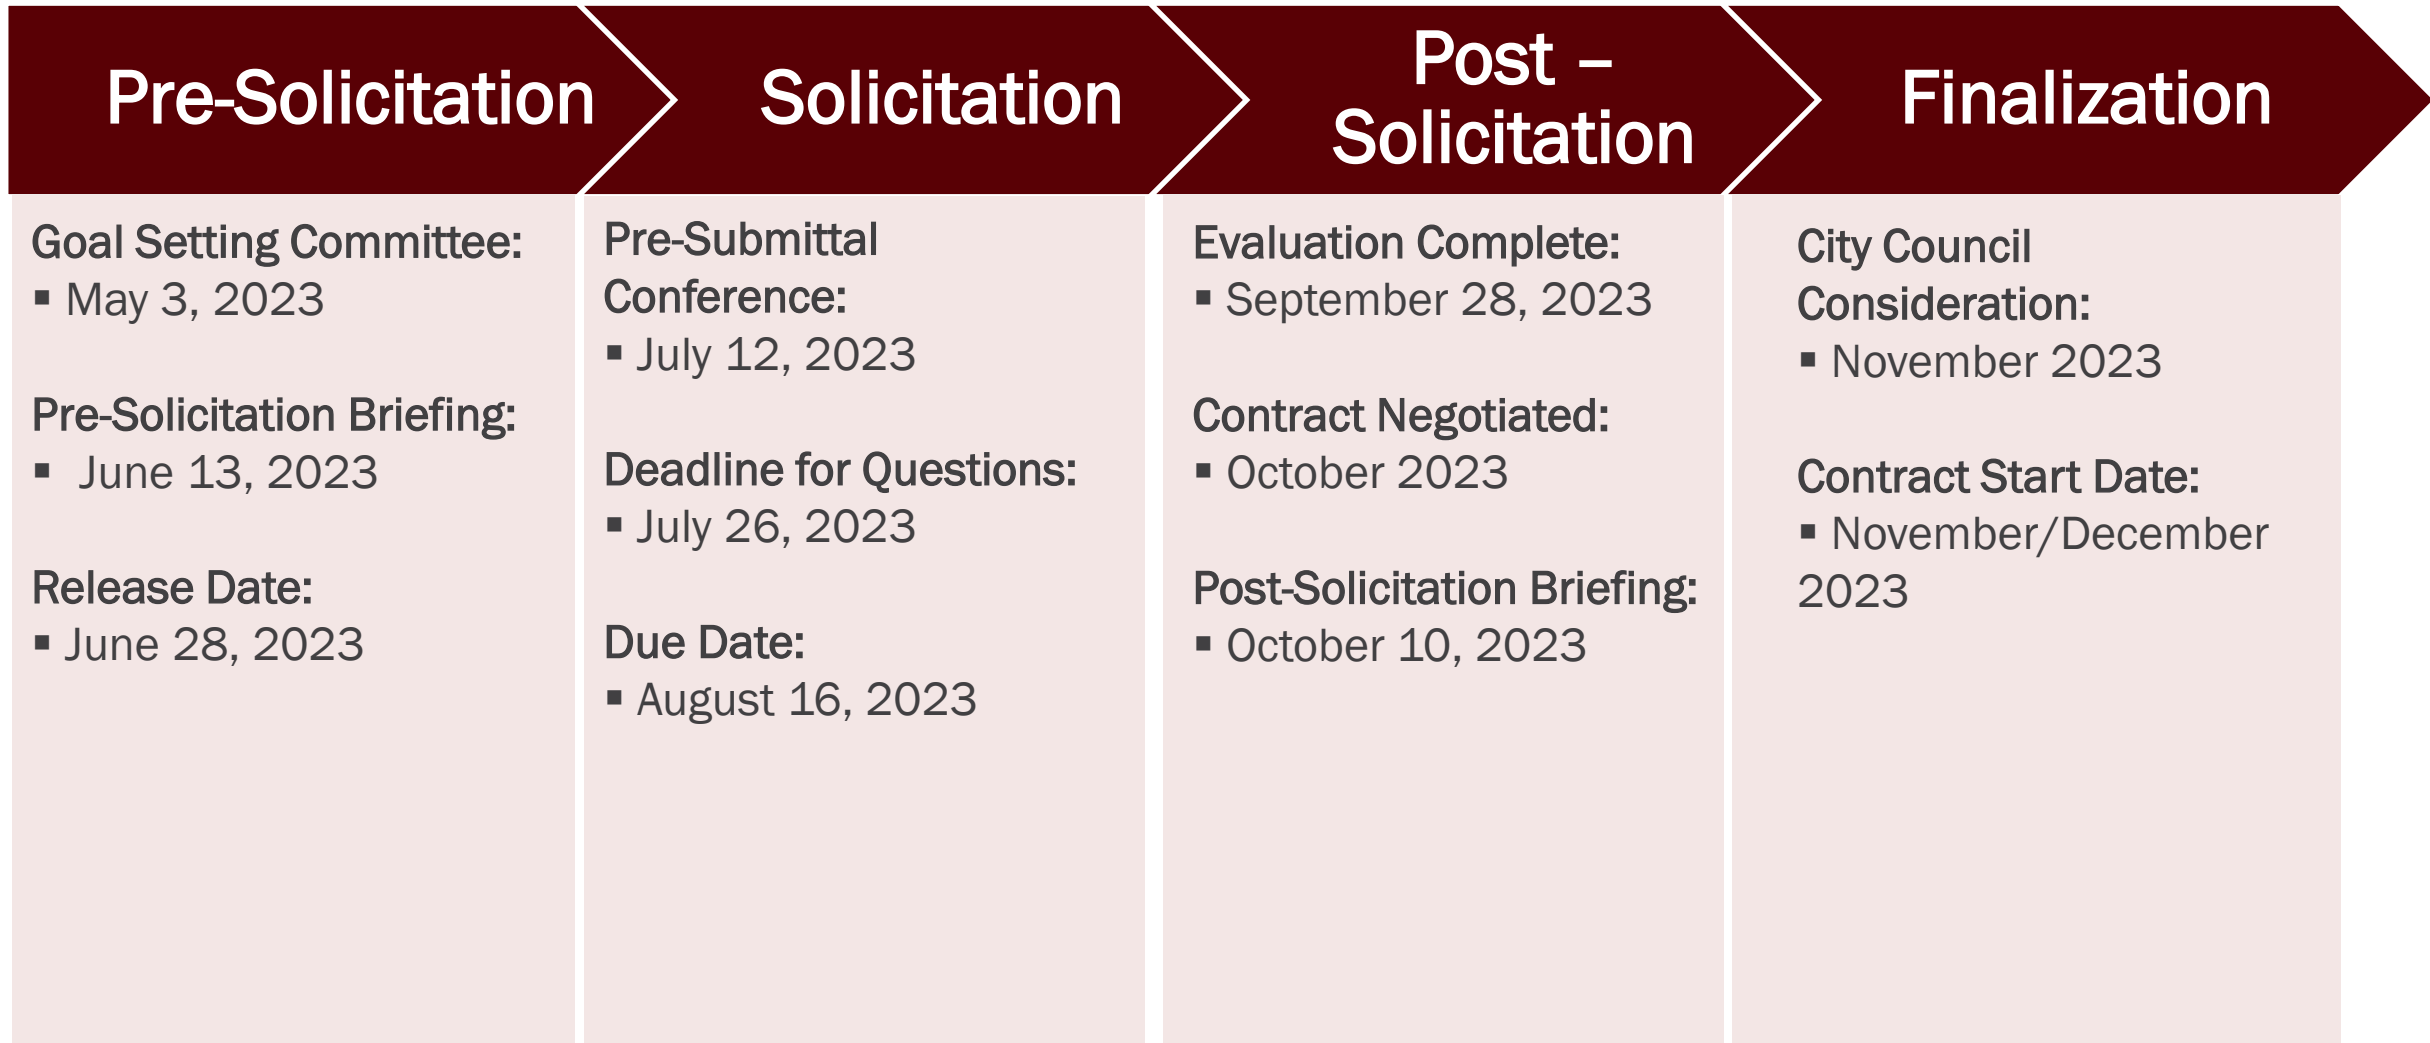 Pre-Solicitation
Solicitation
Post –
Solicitation
Finalization
Goal Setting Committee:
▪ May 3, 2023
Pre-Solicitation Briefing:
▪ June 13, 2023
Release Date:
▪ June 28, 2023
Pre-Submittal
Conference:
▪ July 12, 2023
Deadline for Questions:
▪ July 26, 2023
Due Date:
▪ August 16, 2023
Evaluation Complete:
▪ September 28, 2023
Contract Negotiated:
▪ October 2023
Post-Solicitation Briefing:
▪ October 10, 2023
City Council
Consideration:
▪ November 2023
Contract Start Date:
▪ November/December
2023